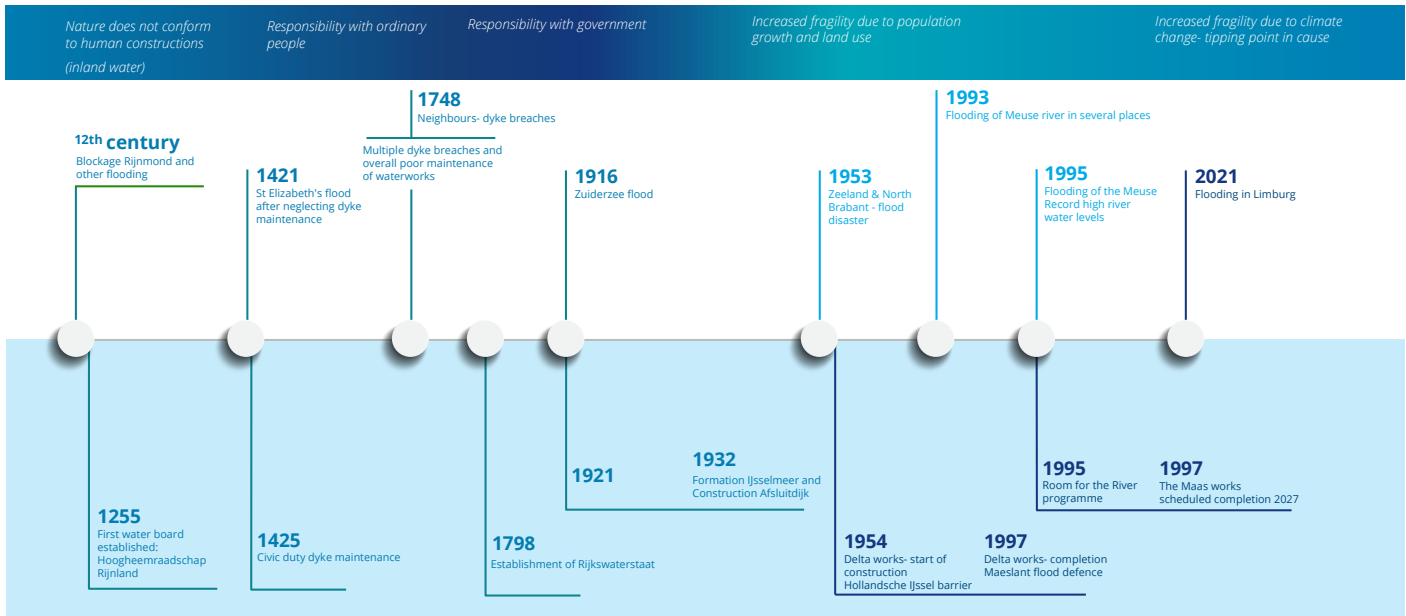 Nature does not conform
to human constructions
(inland water)
Responsibility with ordinary
people
Responsibility with government
Increased fragility due to population
growth and land use
Increased fragility due to climate
change- tipping point in cause
12th century
Blockage Rijnmond and
other flooding
1421
St Elizabeth's flood
after neglecting dyke
maintenance
1748
Neighbours- dyke breaches
Multiple dyke breaches and
overall poor maintenance
of waterworks
1916
Zuiderzee flood
1953
Zeeland & North
Brabant - flood
disaster
1993
Flooding of Meuse river in several places
1995
Flooding of the Meuse
Record high river
water levels
2021
Flooding in Limburg
1255
First water board
established:
Hoogheemraadschap
Rijnland
1425
Civic duty dyke maintenance
1798
Establishment of Rijkswaterstaat
1921
1932
Formation IJsselmeer and
Construction Afsluitdijk
1954
Delta works- start of
construction
Hollandsche IJssel barrier
1997
Delta works- completion
Maeslant flood defence
1995
Room for the River
programme
1997
The Maas works
scheduled completion 2027